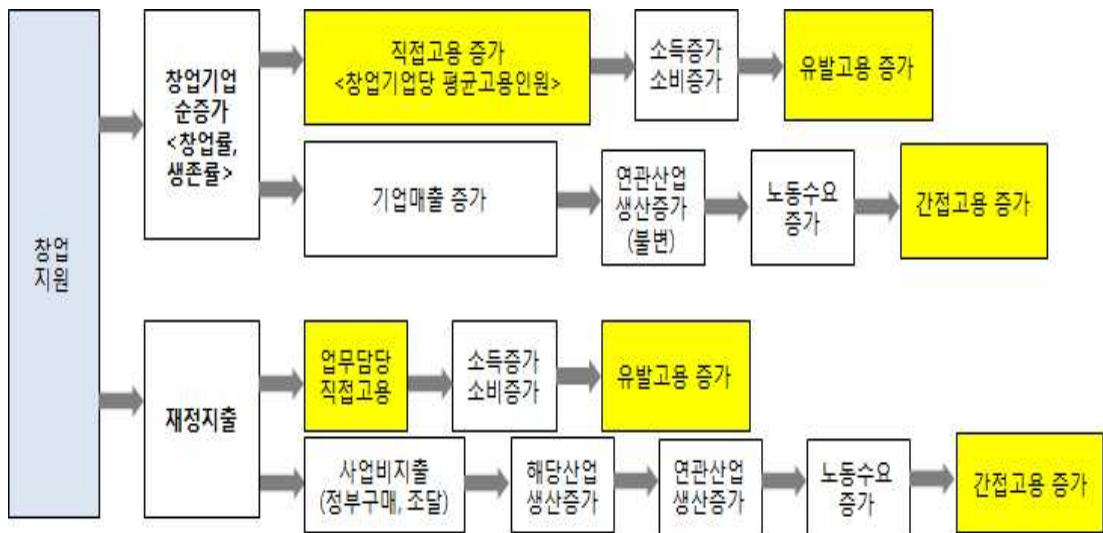 창업
지원
창업기업
순증가
<창업률,
생존률>
직접고용 증가
<창업기업당 평균고용인원>
소득증가
소비증가
유발고용 증가
기업매출 증가
연관산업
생산증가
(불변)
노동수요
증가
간접고용 증가
재정지출
업무담당
직접고용
소득증가
소비증가
유발고용 증가
사업비지출
(정부구매, 조달)
해당산업
생산증가
연관산업
생산증가
노동수요
증가
간접고용 증가